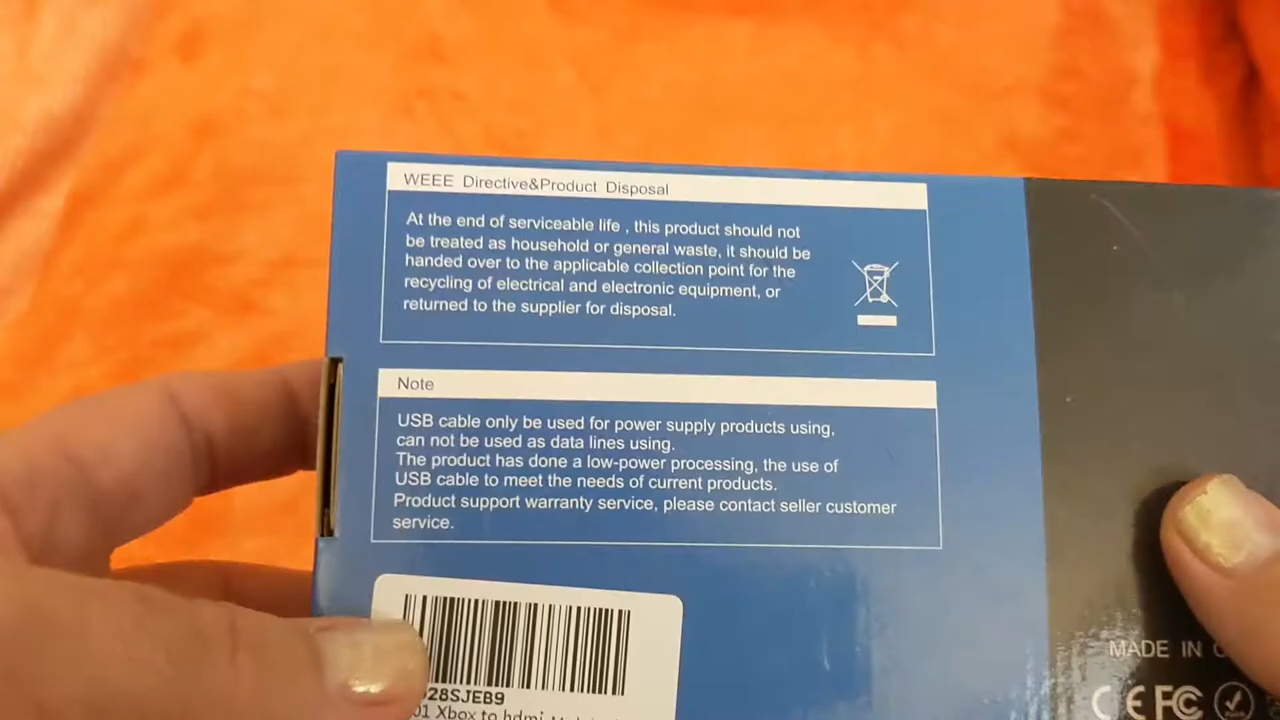 WEEE Directive&Product Disposal
At the end of serviceable life , this product should not
be treated as household or general waste, it should be
handed over to the applicable collection point for the
recycling of electrical and electronic equipment, or
returned to the supplier for disposal.
Note
USB cable only be used for power supply products using,
can not be used as data lines using.
The product has done a low-power processing, the use of
USB cable to meet the needs of current products.
Product support warranty service, please contact seller customer
service.
28SJEB9
01 Xbox to hdmi
MADE IN
CE FC